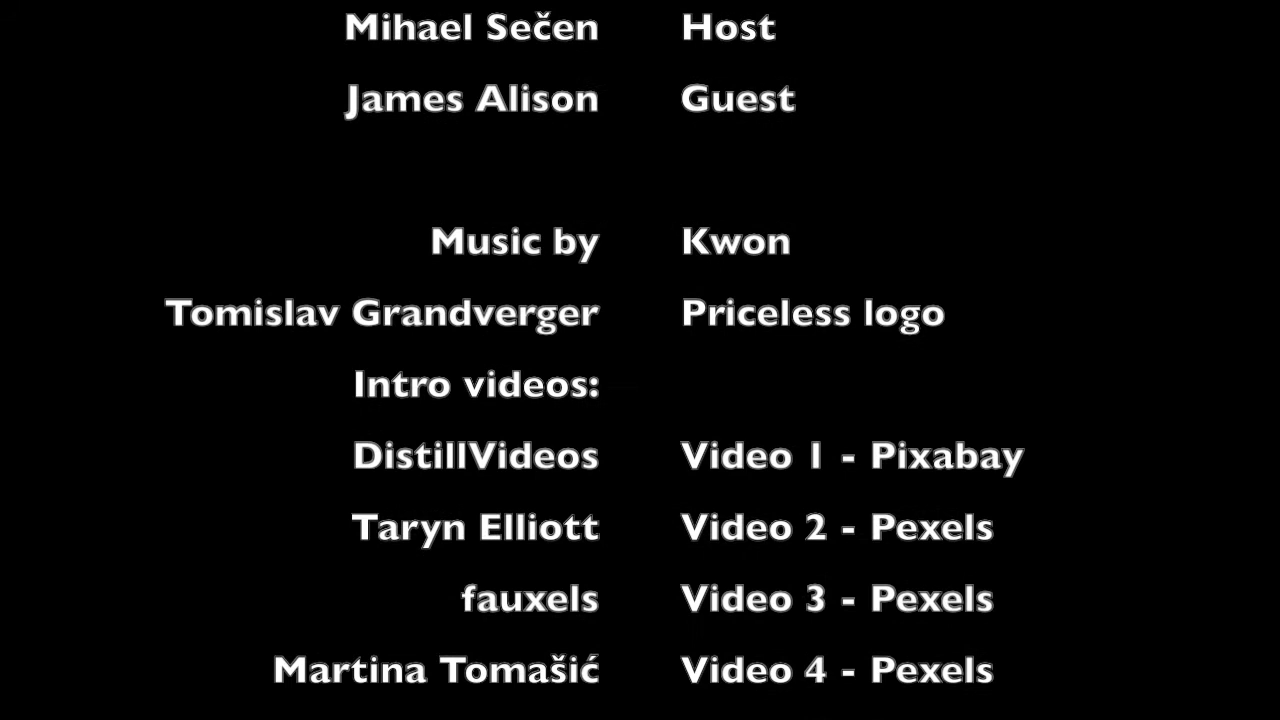 Mihael Sečen Host
James Alison Guest
Music by Kwon
Tomislav Grandverger Priceless logo
Intro videos:
DistillVideos Video 1 - Pixabay
Taryn Elliott Video 2 - Pexels
fauxels Video 3 - Pexels
Martina Tomašić Video 4 - Pexels